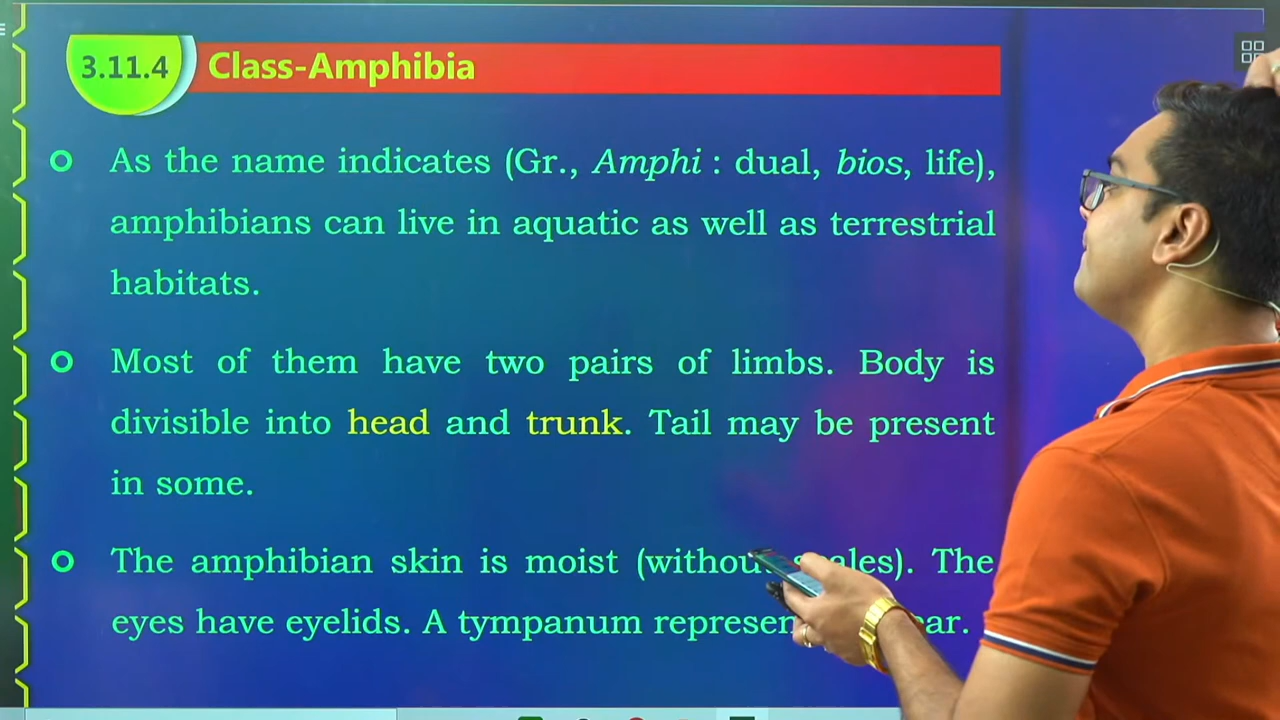 3.11.4 Class-Amphibia
As the name indicates (Gr., Amphi : dual, bios, life),
amphibians can live in aquatic as well as terrestrial
habitats.
Most of them have two pairs of limbs. Body is
divisible into head and trunk. Tail may be present
in some.
The amphibian skin is moist (without scales). The
eyes have eyelids. A tympanum ear.